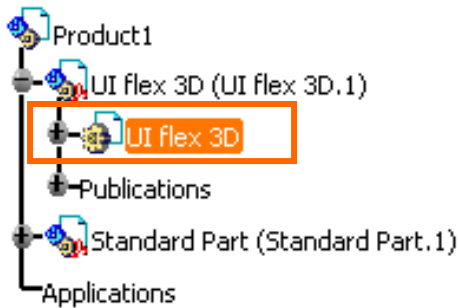 Product1
UI flex 3D (UI flex 3D.1)
UI flex 3D
Publications
Standard Part (Standard Part.1)
Applications